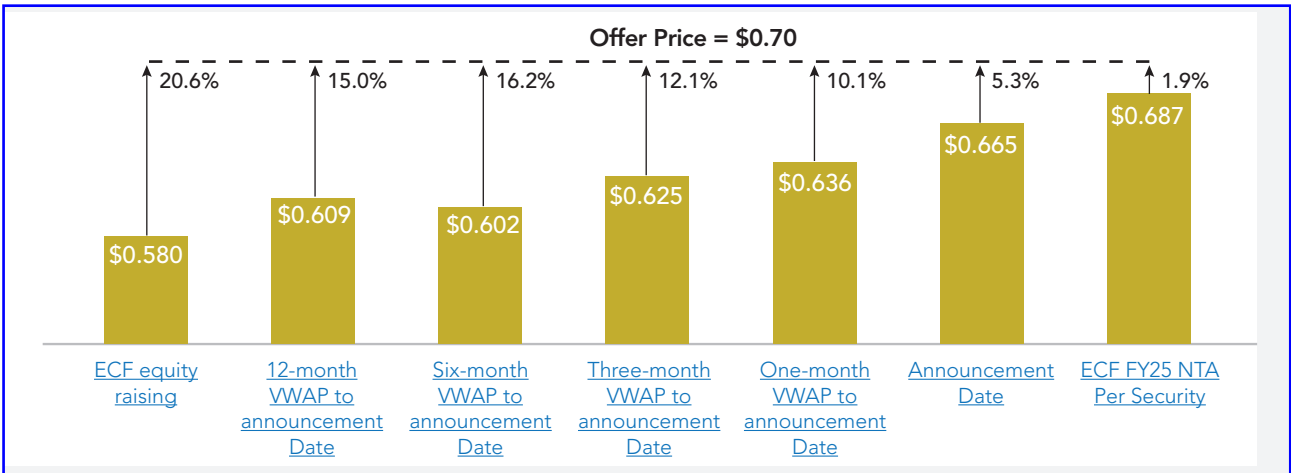 Offer Price = $0.70
20.6%
15.0%
16.2%
12.1%
10.1%
5.3%
1.9%
$0.580
$0.609
$0.602
$0.625
$0.636
$0.665
$0.687
ECF equity
raising
12-month
VWAP to
announcement
Date
Six-month
VWAP to
announcement
Date
Three-month
VWAP to
announcement
Date
One-month
VWAP to
announcement
Date
Announcement
Date
ECF FY25 NTA
Per Security